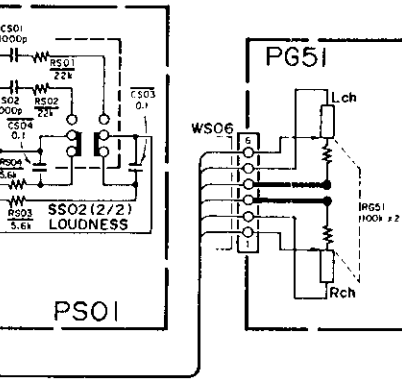 CS01
1000p
RS01
22k
CS02
1000p
RS02
22k
CS03
0.1
CS04
0.1
RS04
5.6k
RS03
5.6k
SS02(2/2)
LOUDNESS
PS01
PG51
Lch
WS06
6
1
RG51
100k x2
Rch